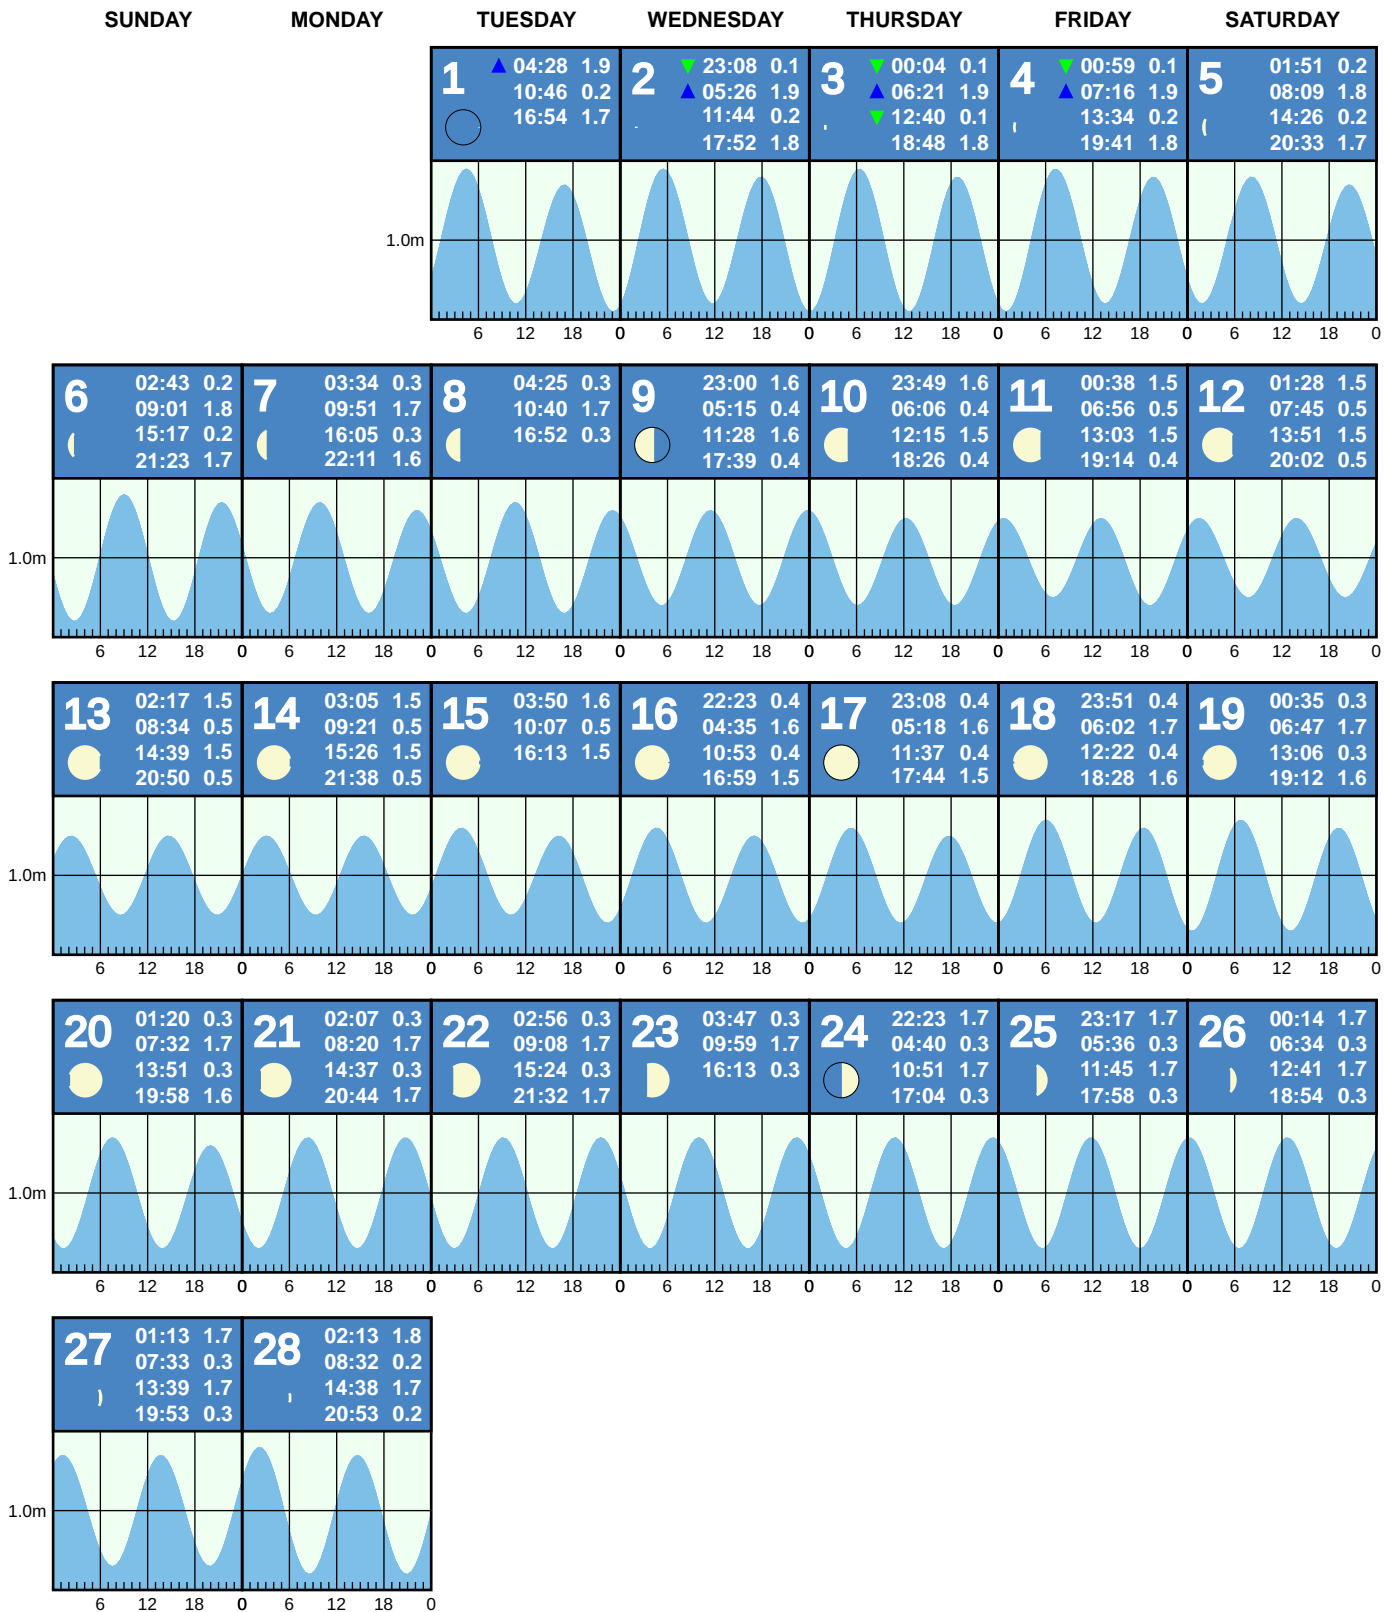 SUNDAY MONDAY TUESDAY WEDNESDAY THURSDAY FRIDAY SATURDAY
1 04:28 1.9
10:46 0.2
16:54 1.7
2 23:08 0.1
05:26 1.9
11:44 0.2
17:52 1.8
3 00:04 0.1
06:21 1.9
12:40 0.1
18:48 1.8
4 00:59 0.1
07:16 1.9
13:34 0.2
19:41 1.8
5 01:51 0.2
08:09 1.8
14:26 0.2
20:33 1.7
1.0m
6 12 18 0 6 12 18 0 6 12 18 0 6 12 18 0 6 12 18 0
6 02:43 0.2
09:01 1.8
15:17 0.2
21:23 1.7
7 03:34 0.3
09:51 1.7
16:05 0.3
22:11 1.6
8 04:25 0.3
10:40 1.7
16:52 0.3
9 23:00 1.6
05:15 0.4
11:28 1.6
17:39 0.4
10 23:49 1.6
06:06 0.4
12:15 1.5
18:26 0.4
11 00:38 1.5
06:56 0.5
13:03 1.5
19:14 0.4
12 01:28 1.5
07:45 0.5
13:51 1.5
20:02 0.5
1.0m
6 12 18 0 6 12 18 0 6 12 18 0 6 12 18 0 6 12 18 0 6 12 18 0 6 12 18 0
13 02:17 1.5
08:34 0.5
14:39 1.5
20:50 0.5
14 03:05 1.5
09:21 0.5
15:26 1.5
21:38 0.5
15 03:50 1.6
10:07 0.5
16:13 1.5
16 22:23 0.4
04:35 1.6
10:53 0.4
16:59 1.5
17 23:08 0.4
05:18 1.6
11:37 0.4
17:44 1.5
18 23:51 0.4
06:02 1.7
12:22 0.4
18:28 1.6
19 00:35 0.3
06:47 1.7
13:06 0.3
19:12 1.6
1.0m
6 12 18 0 6 12 18 0 6 12 18 0 6 12 18 0 6 12 18 0 6 12 18 0 6 12 18 0
20 01:20 0.3
07:32 1.7
13:51 0.3
19:58 1.6
21 02:07 0.3
08:20 1.7
14:37 0.3
20:44 1.7
22 02:56 0.3
09:08 1.7
15:24 0.3
21:32 1.7
23 03:47 0.3
09:59 1.7
16:13 0.3
24 22:23 1.7
04:40 0.3
10:51 1.7
17:04 0.3
25 23:17 1.7
05:36 0.3
11:45 1.7
17:58 0.3
26 00:14 1.7
06:34 0.3
12:41 1.7
18:54 0.3
1.0m
6 12 18 0 6 12 18 0 6 12 18 0 6 12 18 0 6 12 18 0 6 12 18 0 6 12 18 0
27 01:13 1.7
07:33 0.3
13:39 1.7
19:53 0.3
28 02:13 1.8
08:32 0.2
14:38 1.7
20:53 0.2
1.0m
6 12 18 0 6 12 18 0